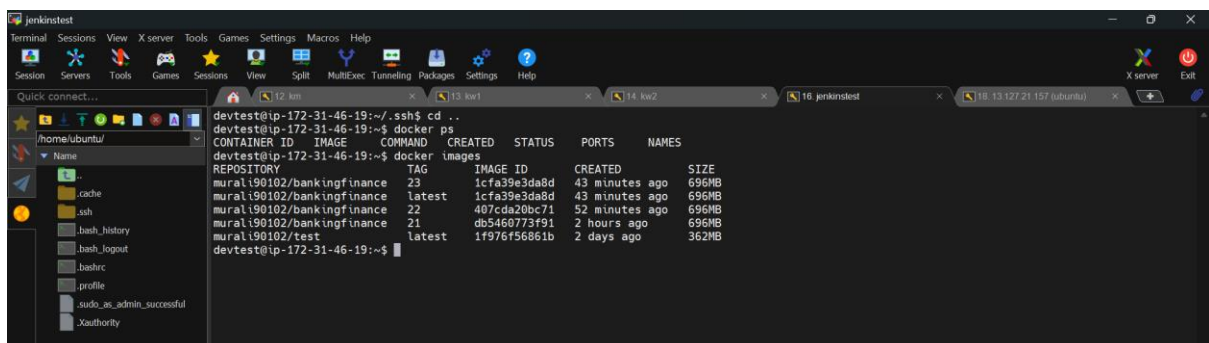 jenkinstest
Terminal Sessions View X server Tools Games Settings Macros Help
Session Servers Tools Games Sessions View Split MultiExec Tunneling Packages Settings Help X server Exit
Quick connect... 12. km 13. kw1 14. kw2 16. jenkinstest 18. 13.127.21.157 (ubuntu)
/home/ubuntu/
Name
..
.cache
.ssh
.bash_history
.bash_logout
.bashrc
.profile
.sudo_as_admin_successful
.Xauthority
devtest@ip-172-31-46-19:~/.ssh$ cd ..
devtest@ip-172-31-46-19:~$ docker ps
CONTAINER ID IMAGE COMMAND CREATED STATUS PORTS NAMES
devtest@ip-172-31-46-19:~$ docker images
REPOSITORY TAG IMAGE ID CREATED SIZE
murali90102/bankingfinance 23 1cfa39e3da8d 43 minutes ago 696MB
murali90102/bankingfinance latest 1cfa39e3da8d 43 minutes ago 696MB
murali90102/bankingfinance 22 407cda20bc71 52 minutes ago 696MB
murali90102/bankingfinance 21 db5460773f91 2 hours ago 696MB
murali90102/test latest 1f976f56861b 2 days ago 362MB
devtest@ip-172-31-46-19:~$